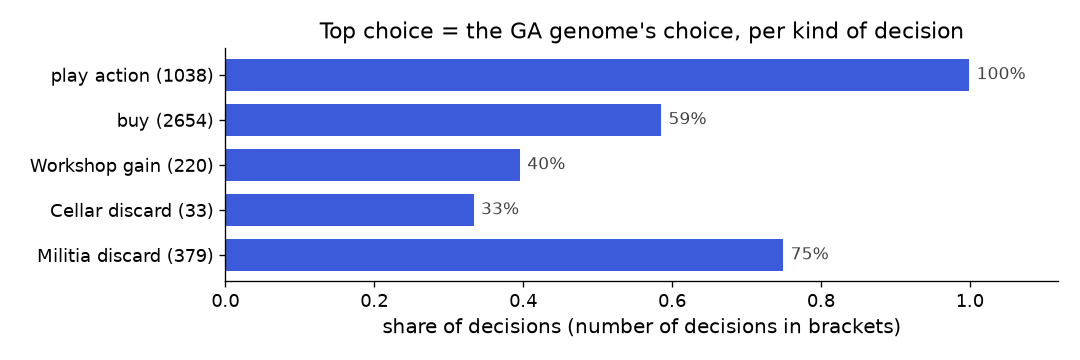 Top choice = the GA genome's choice, per kind of decision
play action (1038) 100%
buy (2654) 59%
Workshop gain (220) 40%
Cellar discard (33) 33%
Militia discard (379) 75%
0.0 0.2 0.4 0.6 0.8 1.0
share of decisions (number of decisions in brackets)